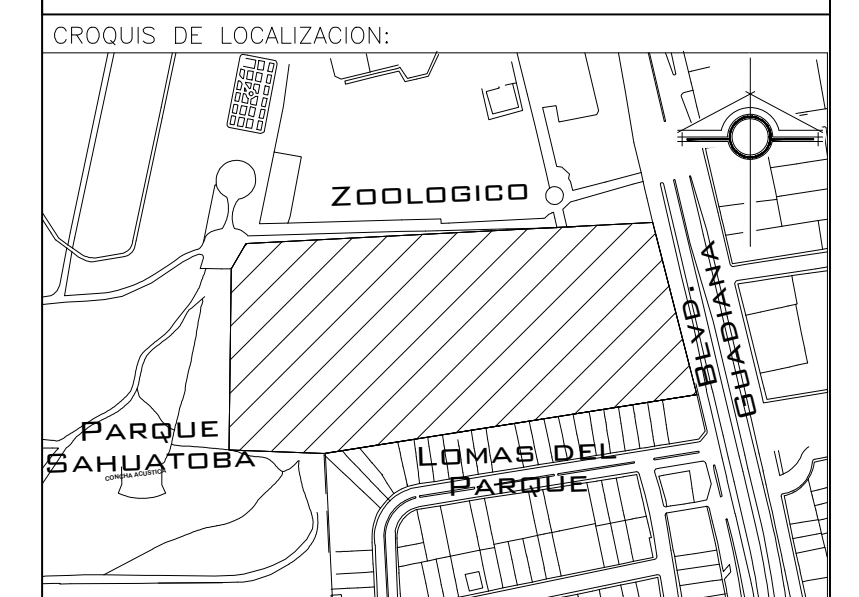 CROQUIS DE LOCALIZACION:
ZOOLOGICO
BLVD.
GUADIANA
PARQUE
SAHUATOBA
CONCHA ACUSTICA
LOMAS DEL
PARQUE